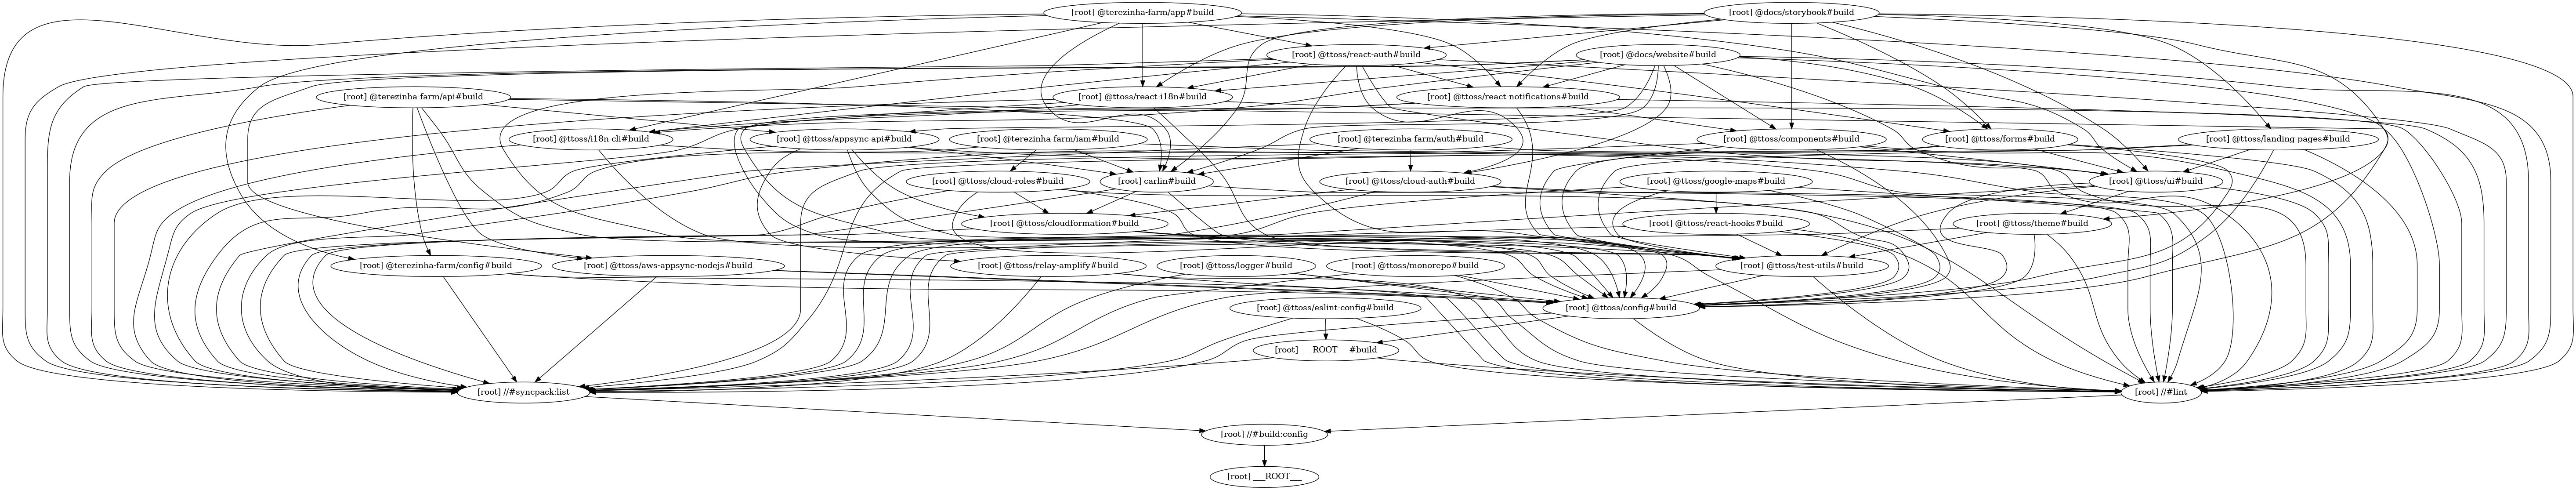 [root] @terezinha-farm/app#build
[root] @docs/storybook#build
[root] @ttoss/react-auth#build
[root] @docs/website#build
[root] @terezinha-farm/api#build
[root] @ttoss/react-i18n#build
[root] @ttoss/react-notifications#build
[root] @ttoss/i18n-cli#build
[root] @ttoss/appsync-api#build
[root] @terezinha-farm/iam#build
[root] @terezinha-farm/auth#build
[root] @ttoss/components#build
[root] @ttoss/forms#build
[root] @ttoss/landing-pages#build
[root] @ttoss/cloud-roles#build
[root] carlin#build
[root] @ttoss/cloud-auth#build
[root] @ttoss/google-maps#build
[root] @ttoss/ui#build
[root] @ttoss/cloudformation#build
[root] @ttoss/react-hooks#build
[root] @ttoss/theme#build
[root] @terezinha-farm/config#build
[root] @ttoss/aws-appsync-nodejs#build
[root] @ttoss/relay-amplify#build
[root] @ttoss/logger#build
[root] @ttoss/monorepo#build
[root] @ttoss/test-utils#build
[root] @ttoss/eslint-config#build
[root] @ttoss/config#build
[root] ___ROOT___#build
[root] //#syncpack:list
[root] //#lint
[root] //#build:config
[root] ___ROOT___